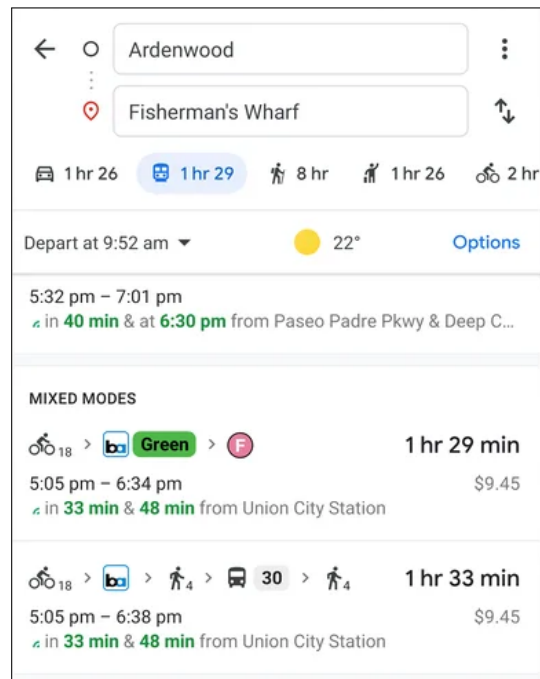 Ardenwood
Fisherman's Wharf
1 hr 26 1 hr 29 8 hr 1 hr 26 2 hr
Depart at 9:52 am 22° Options
5:32 pm – 7:01 pm
in 40 min & at 6:30 pm from Paseo Padre Pkwy & Deep C...
MIXED MODES
18 ba Green F 1 hr 29 min
5:05 pm – 6:34 pm $9.45
in 33 min & 48 min from Union City Station
18 ba 4 30 4 1 hr 33 min
5:05 pm – 6:38 pm $9.45
in 33 min & 48 min from Union City Station